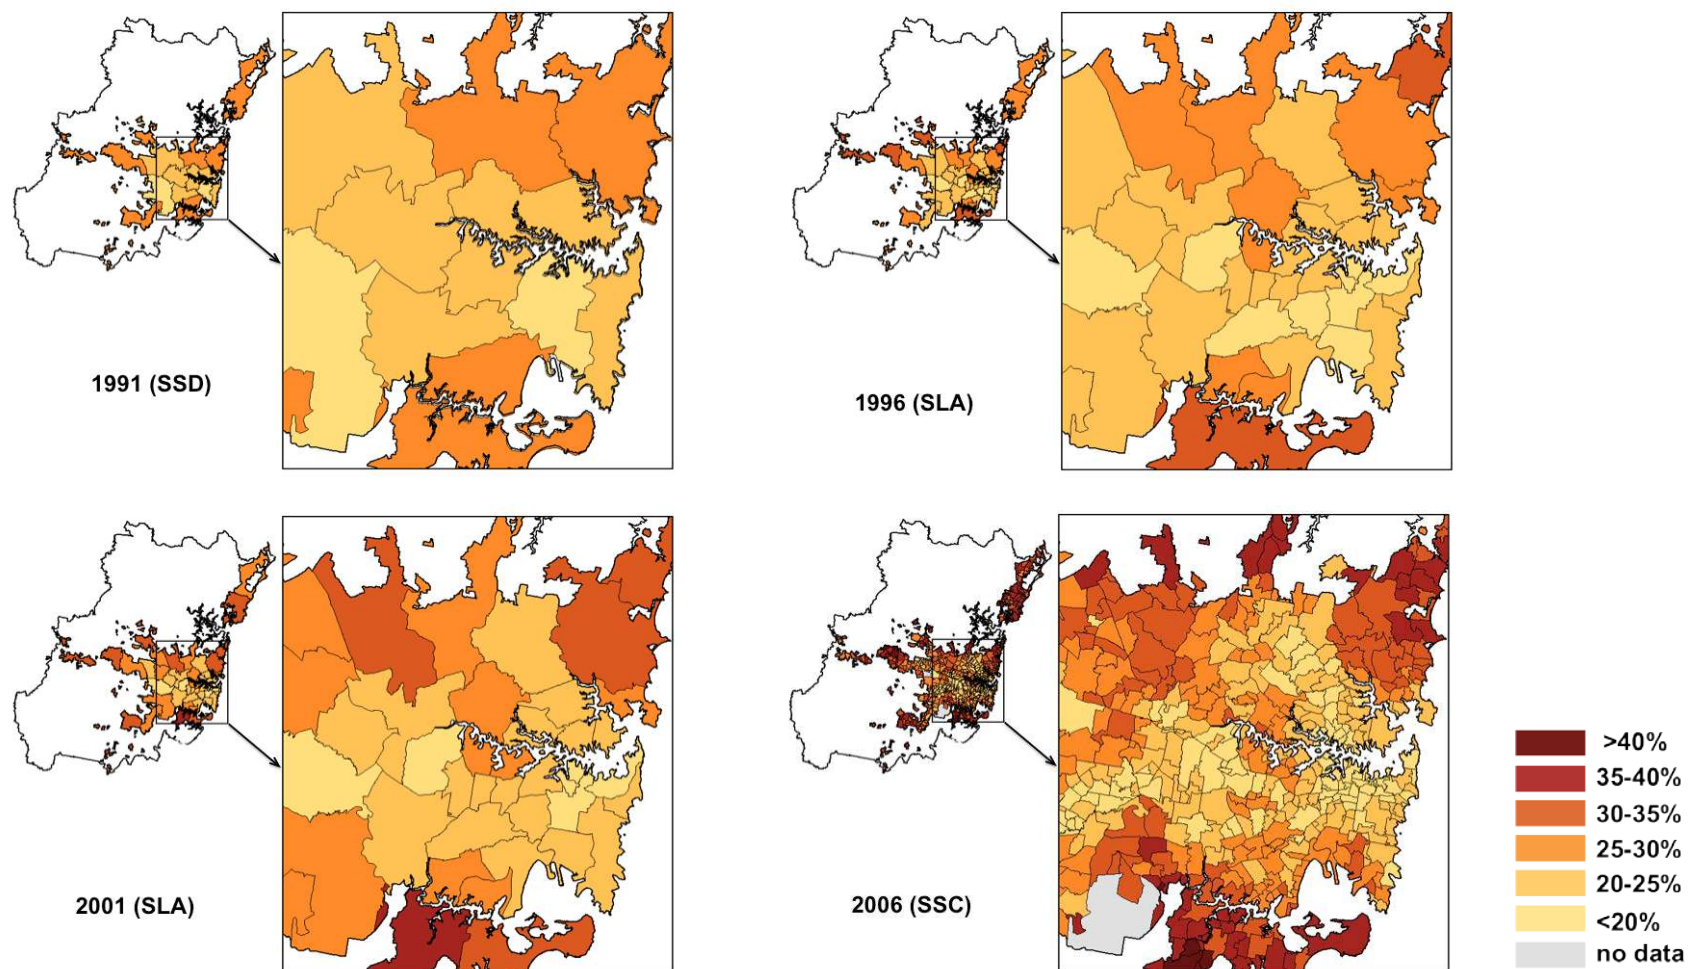 1991 (SSD)
1996 (SLA)
2001 (SLA)
2006 (SSC)
>40%
35-40%
30-35%
25-30%
20-25%
<20%
no data